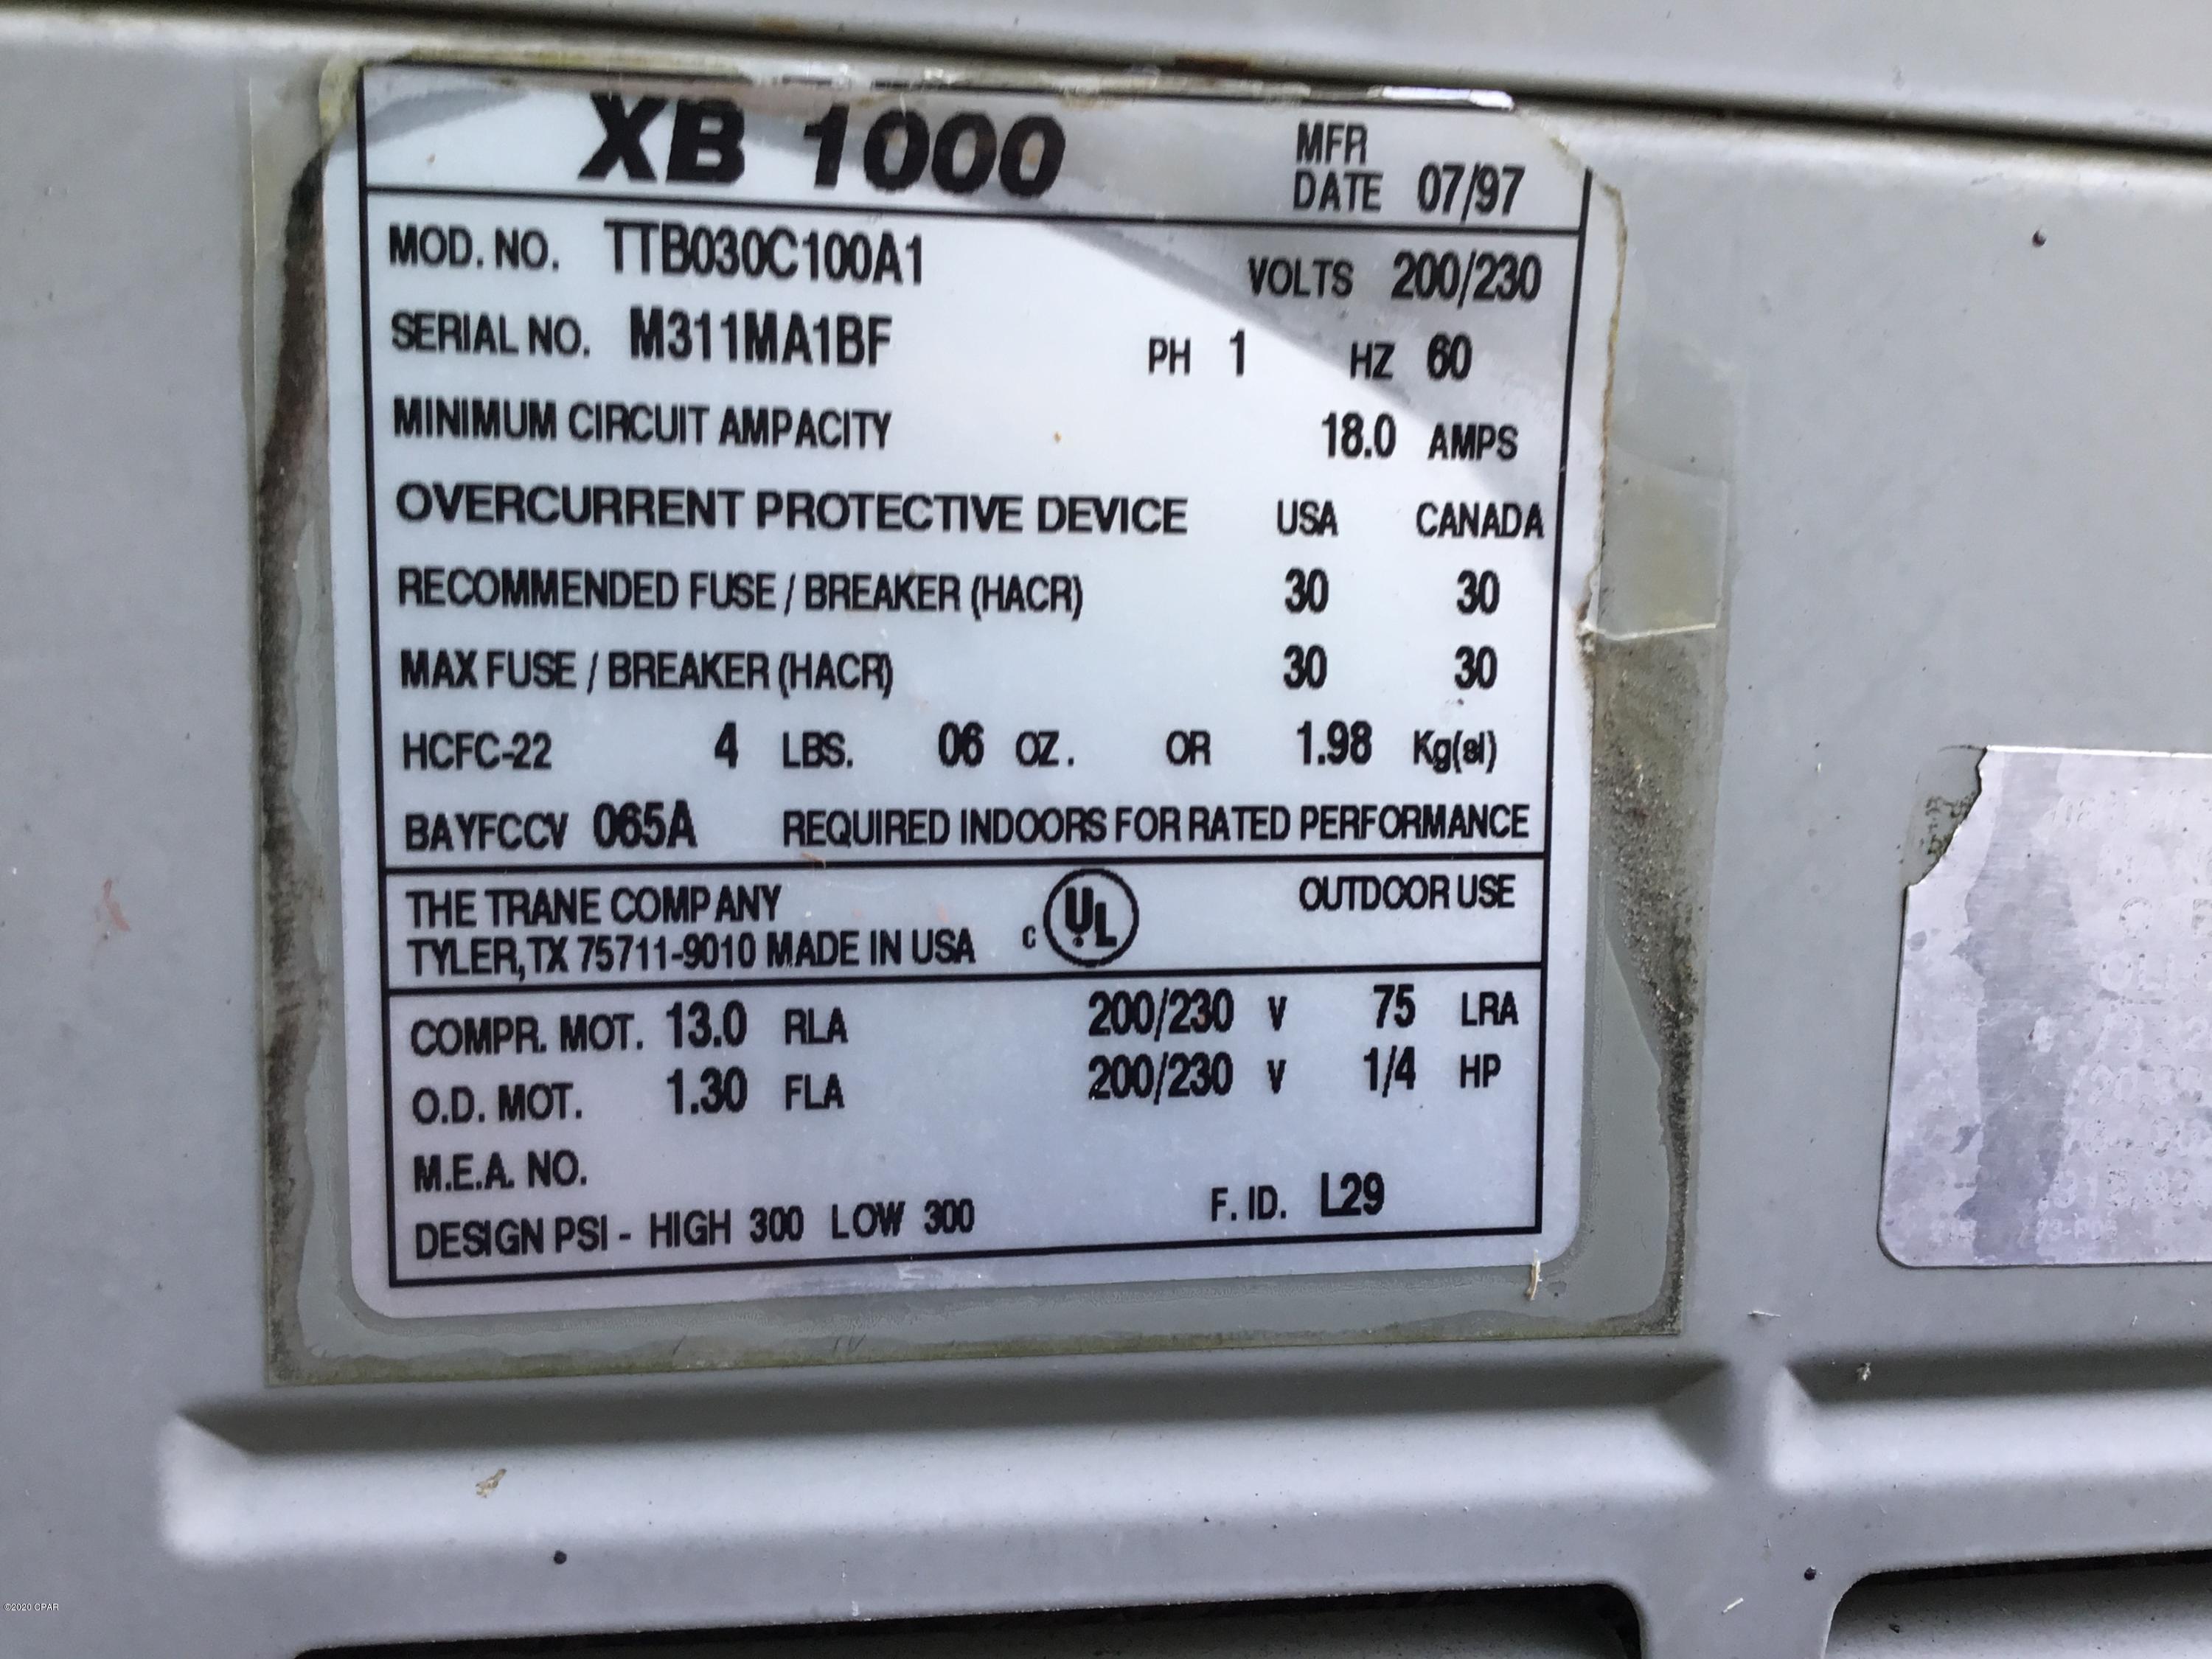 XB 1000 MFR DATE 07/97
MOD. NO. TTB030C100A1 VOLTS 200/230
SERIAL NO. M311MA1BF PH 1 HZ 60
MINIMUM CIRCUIT AMPACITY 18.0 AMPS
OVERCURRENT PROTECTIVE DEVICE USA CANADA
RECOMMENDED FUSE / BREAKER (HACR) 30 30
MAX FUSE / BREAKER (HACR) 30 30
HCFC-22 4 LBS. 06 OZ. OR 1.98 Kg(sl)
BAYFCCV 065A REQUIRED INDOORS FOR RATED PERFORMANCE
THE TRANE COMPANY
TYLER,TX 75711-9010 MADE IN USA c UL OUTDOOR USE
COMPR. MOT. 13.0 RLA 200/230 V 75 LRA
O.D. MOT. 1.30 FLA 200/230 V 1/4 HP
M.E.A. NO.
DESIGN PSI - HIGH 300 LOW 300 F. ID. L29
©2020 CPAR